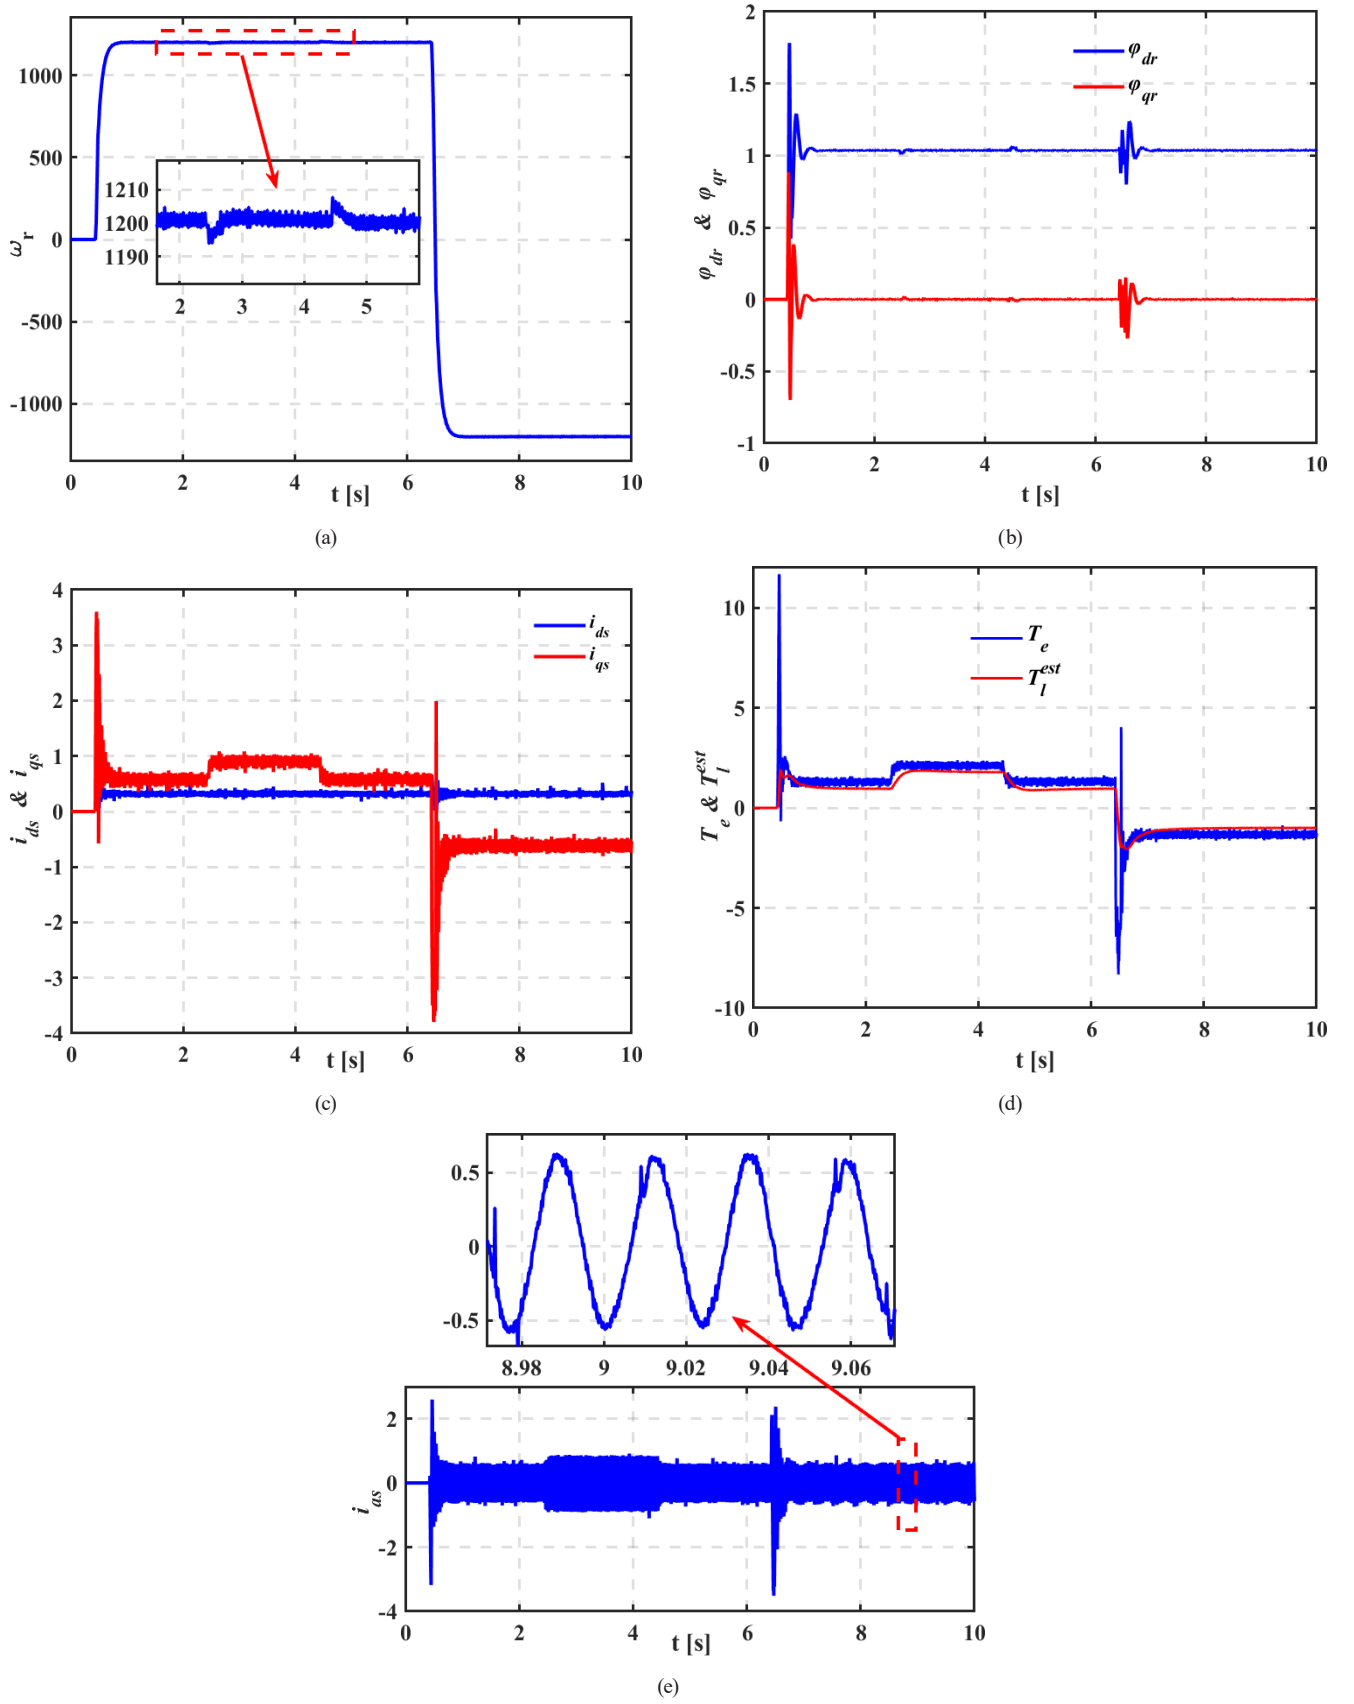 1000
500
0
-500
-1000
ω_r
1210
1200
1190
2 3 4 5
0 2 4 6 8 10
t [s]
(a)
2
1.5
1
0.5
0
-0.5
-1
φ_dr & φ_qr
φ_dr
φ_qr
0 2 4 6 8 10
t [s]
(b)
4
3
2
1
0
-1
-2
-3
-4
i_ds & i_qs
i_ds
i_qs
0 2 4 6 8 10
t [s]
(c)
10
5
0
-5
-10
T_e & T_l^est
T_e
T_l^est
0 2 4 6 8 10
t [s]
(d)
0.5
0
-0.5
8.98 9 9.02 9.04 9.06
2
0
-2
-4
i_as
0 2 4 6 8 10
t [s]
(e)